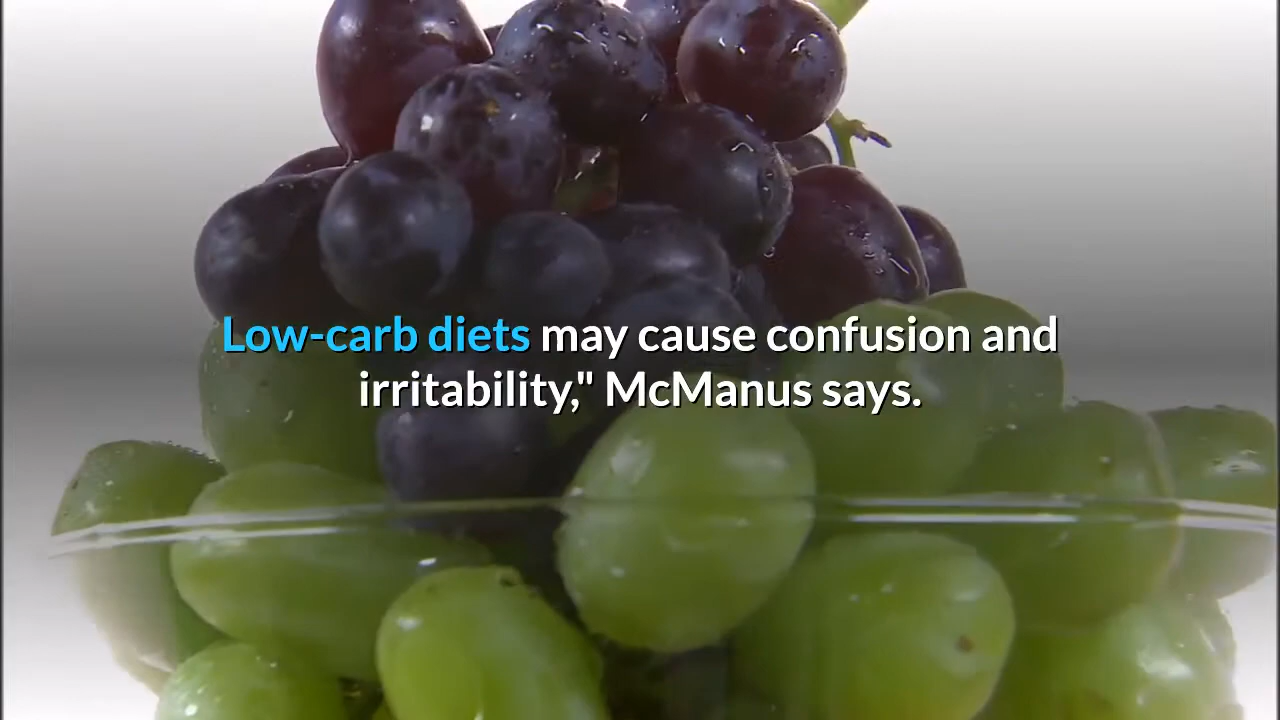 Low-carb diets may cause confusion and
irritability," McManus says.